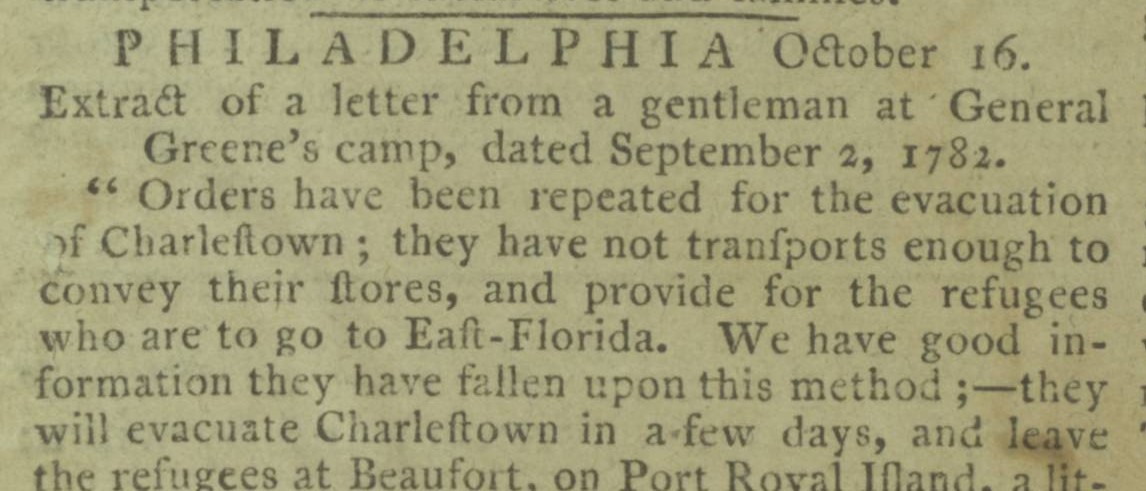 and families.
PHILADELPHIA October 16.
Extract of a letter from a gentleman at General
Greene's camp, dated September 2, 1782.
“ Orders have been repeated for the evacuation
of Charleſtown ; they have not tranſports enough to
convey their ſtores, and provide for the refugees
who are to go to Eaſt-Florida. We have good in-
formation they have fallen upon this method ;—they
will evacuate Charleſtown in a few days, and leave
the refugees at Beaufort, on Port Royal Iſland, a lit-